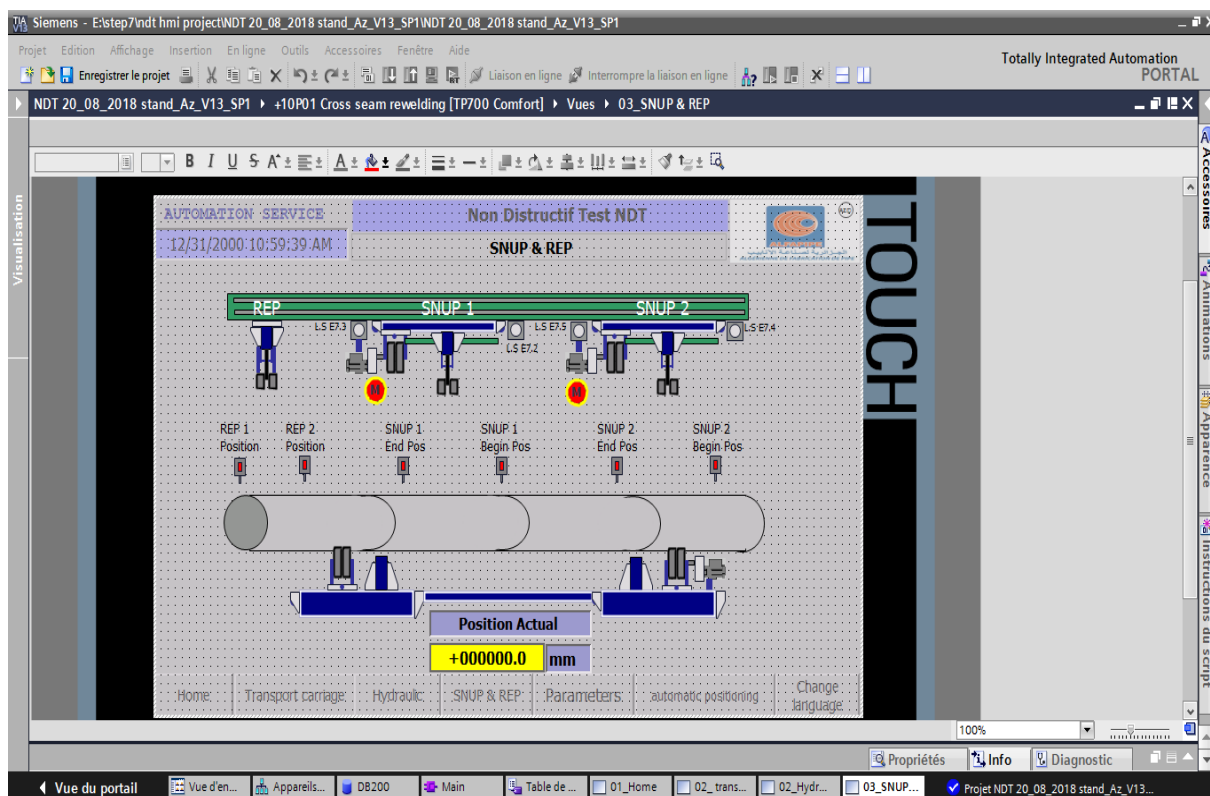 Siemens - E:\step7\ndt hmi project\NDT 20_08_2018 stand_Az_V13_SP1\NDT 20_08_2018 stand_Az_V13_SP1
Projet Edition Affichage Insertion En ligne Outils Accessoires Fenêtre Aide
Totally Integrated Automation
PORTAL
Enregistrer le projet Liaison en ligne Interrompre la liaison en ligne
NDT 20_08_2018 stand_Az_V13_SP1 ▸ +10P01 Cross seam rewelding [TP700 Comfort] ▸ Vues ▸ 03_SNUP & REP
B I U S A A
Visualisation
AUTOMATION SERVICE
Non Distructif Test NDT
12/31/2000 10:59:39 AM
SNUP & REP
TOUCH
REP SNUP 1 SNUP 2
L.S E7.3 L.S E7.5 L.S E7.4
L.S E7.2
M M
REP 1 REP 2 SNUP 1 SNUP 1 SNUP 2 SNUP 2
Position Position End Pos Begin Pos End Pos Begin Pos
Position Actual
+000000.0 mm
Home Transport carriage Hydraulic SNUP & REP Parameters automatic positioning Change language
Accessoires
Animations
Apparence
Instructions du script
100%
Propriétés Info Diagnostic
Vue du portail Vue d'en... Appareils... DB200 Main Table de ... 01_Home 02_ trans... 02_Hydr... 03_SNUP... Projet NDT 20_08_2018 stand_Az_V13...